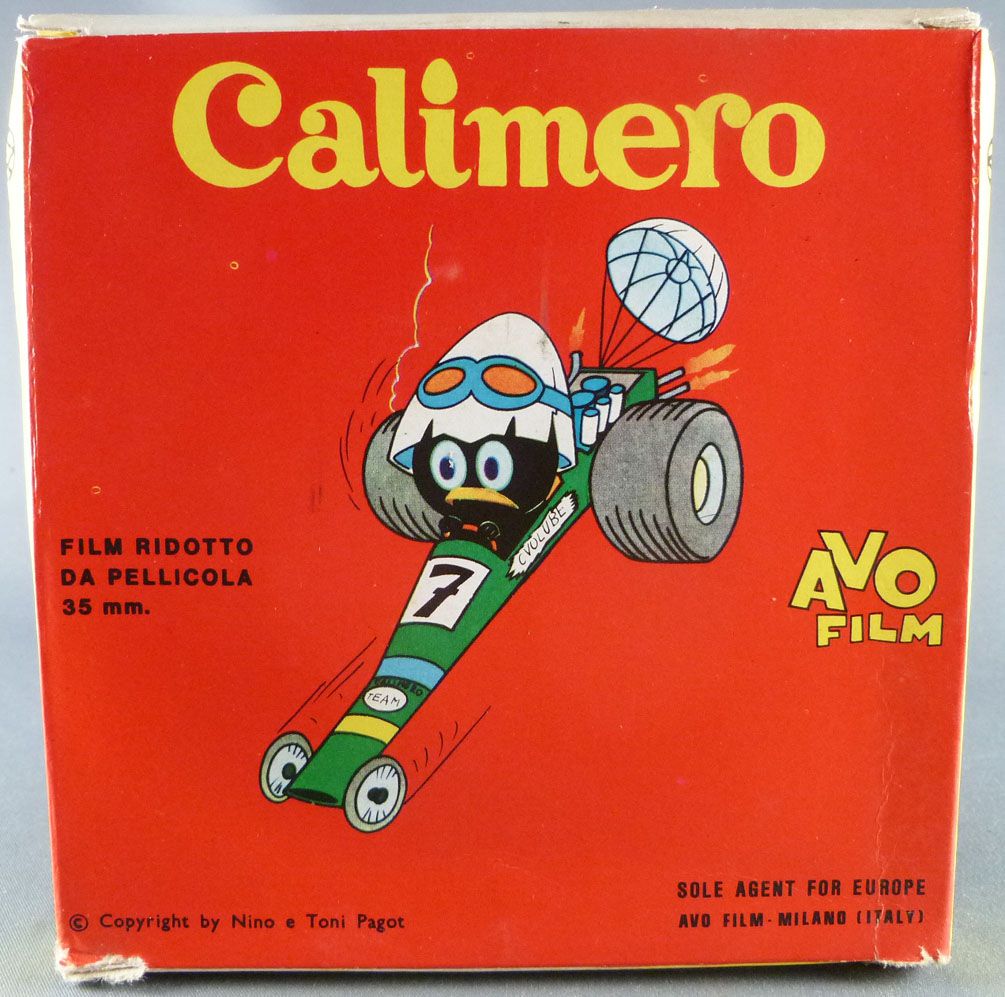 Calimero
CVOLUBE
FILM RIDOTTO
DA PELLICOLA
35 mm.
AVO
FILM
7
CALIMERO
TEAM
SOLE AGENT FOR EUROPE
AVO FILM - MILANO (ITALY)
© Copyright by Nino e Toni Pagot